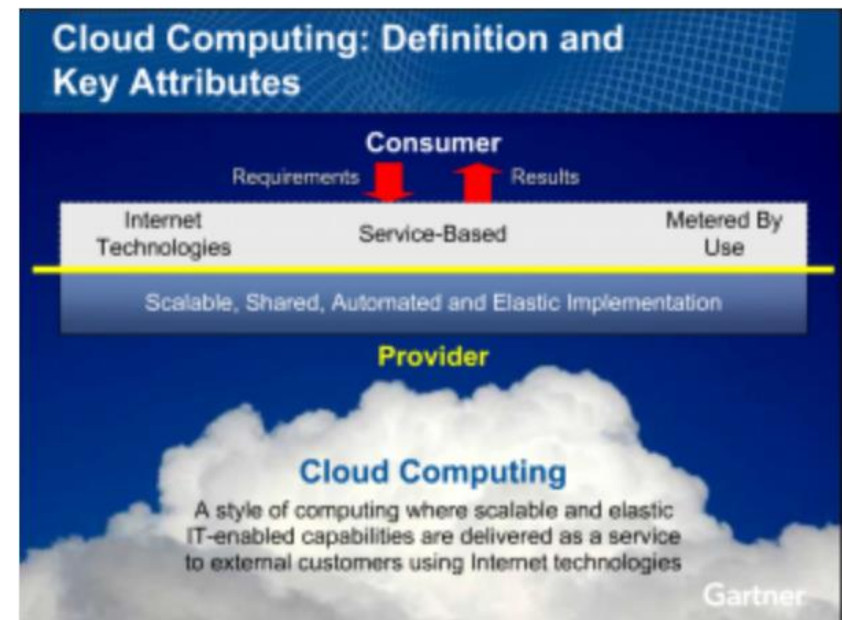 Cloud Computing: Definition and
Key Attributes
Consumer
Requirements
Results
Internet
Technologies
Service-Based
Metered By
Use
Scalable, Shared, Automated and Elastic Implementation
Provider
Cloud Computing
A style of computing where scalable and elastic
IT-enabled capabilities are delivered as a service
to external customers using Internet technologies
Gartner